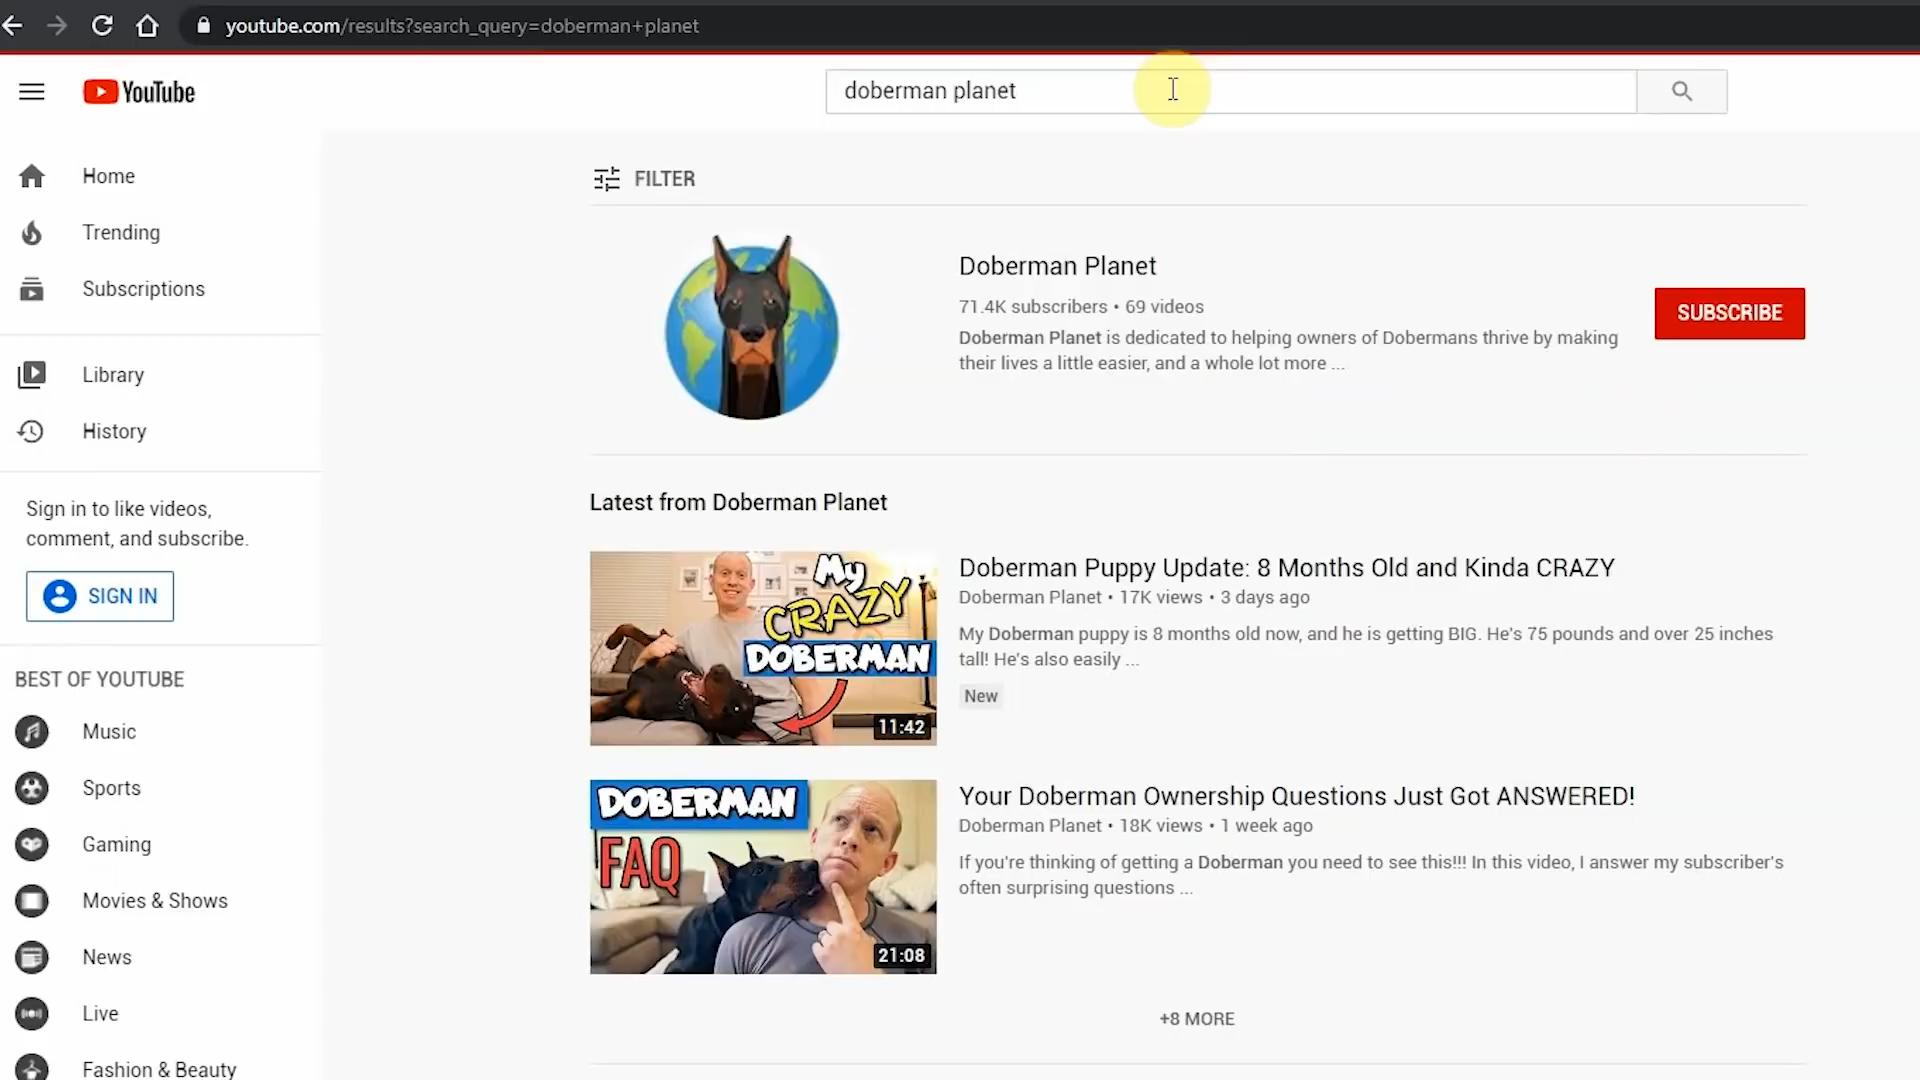 youtube.com/results?search_query=doberman+planet
YouTube
doberman planet
Home
Trending
Subscriptions
Library
History
Sign in to like videos,
comment, and subscribe.
SIGN IN
BEST OF YOUTUBE
Music
Sports
Gaming
Movies & Shows
News
Live
Fashion & Beauty
FILTER
Doberman Planet
71.4K subscribers • 69 videos
Doberman Planet is dedicated to helping owners of Dobermans thrive by making
their lives a little easier, and a whole lot more ...
SUBSCRIBE
Latest from Doberman Planet
My
CRAZY
DOBERMAN
11:42
Doberman Puppy Update: 8 Months Old and Kinda CRAZY
Doberman Planet • 17K views • 3 days ago
My Doberman puppy is 8 months old now, and he is getting BIG. He's 75 pounds and over 25 inches
tall! He's also easily ...
New
DOBERMAN
FAQ
21:08
Your Doberman Ownership Questions Just Got ANSWERED!
Doberman Planet • 18K views • 1 week ago
If you're thinking of getting a Doberman you need to see this!!! In this video, I answer my subscriber's
often surprising questions ...
+8 MORE